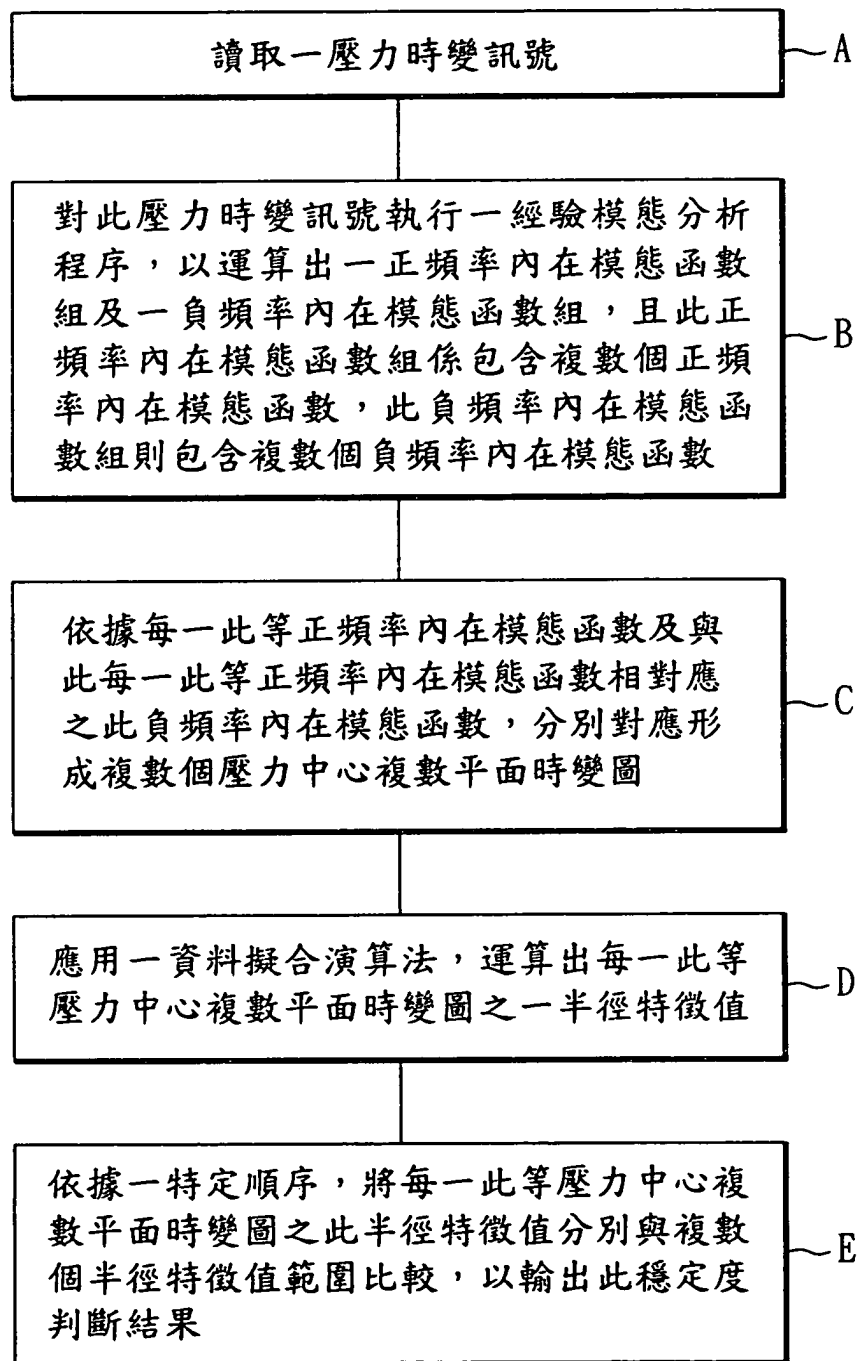 讀取一壓力時變訊號
A
對此壓力時變訊號執行一經驗模態分析
程序，以運算出一正頻率內在模態函數
組及一負頻率內在模態函數組，且此正
頻率內在模態函數組係包含複數個正頻
率內在模態函數，此負頻率內在模態函
數組則包含複數個負頻率內在模態函數
B
依據每一此等正頻率內在模態函數及與
此每一此等正頻率內在模態函數相對應
之此負頻率內在模態函數，分別對應形
成複數個壓力中心複數平面時變圖
C
應用一資料擬合演算法，運算出每一此等
壓力中心複數平面時變圖之一半徑特徵值
D
依據一特定順序，將每一此等壓力中心複
數平面時變圖之此半徑特徵值分別與複數
個半徑特徵值範圍比較，以輸出此穩定度
判斷結果
E